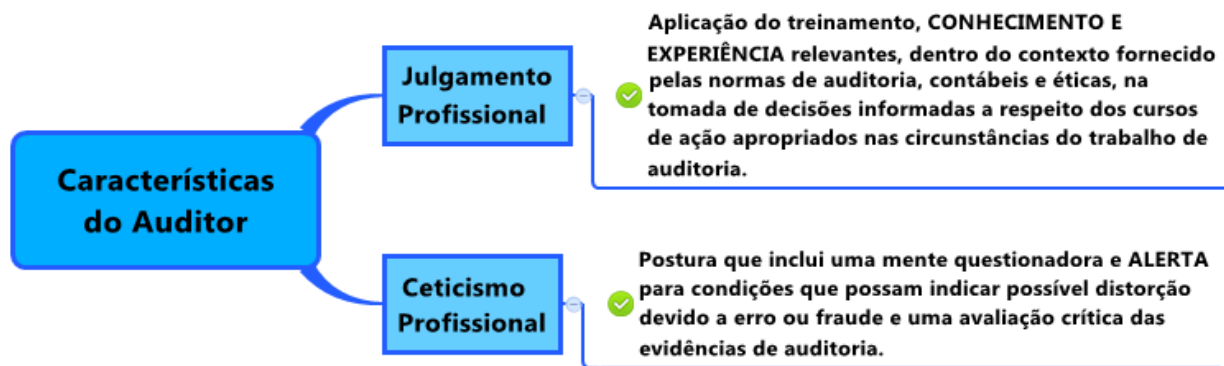 Características
do Auditor
Julgamento
Profissional
Aplicação do treinamento, CONHECIMENTO E
EXPERIÊNCIA relevantes, dentro do contexto fornecido
pelas normas de auditoria, contábeis e éticas, na
tomada de decisões informadas a respeito dos cursos
de ação apropriados nas circunstâncias do trabalho de
auditoria.
Ceticismo
Profissional
Postura que inclui uma mente questionadora e ALERTA
para condições que possam indicar possível distorção
devido a erro ou fraude e uma avaliação crítica das
evidências de auditoria.